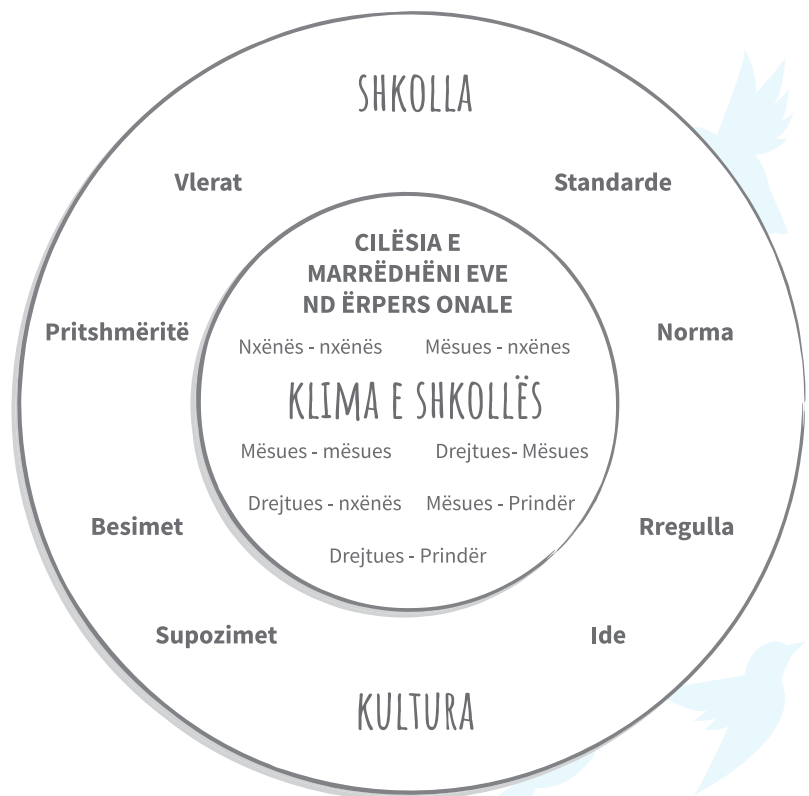 SHKOLLA
Vlerat Standarde
CILËSIA E
MARRËDHËNI EVE
ND ËRPERS ONALE
Pritshmëritë Norma
Nxënës - nxënës Mësues - nxënes
KLIMA E SHKOLLËS
Mësues - mësues Drejtues- Mësues
Drejtues - nxënës Mësues - Prindër
Besimet Rregulla
Drejtues - Prindër
Supozimet Ide
KULTURA